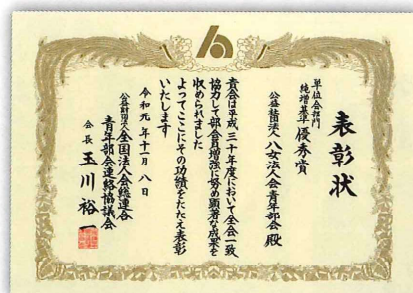 表彰状
単位会部門
純増基準 優秀賞
公益社団法人 八女法人会青年部会 殿
貴会は平成三十年度において全会一致
協力して部会員増強に努め顕著な成果を
収められました
よってここにその功績をたたえ表彰
いたします
令和元年十一月八日
公益財団法人 全国法人会総連合
青年部会連絡協議会
会長 玉川裕一